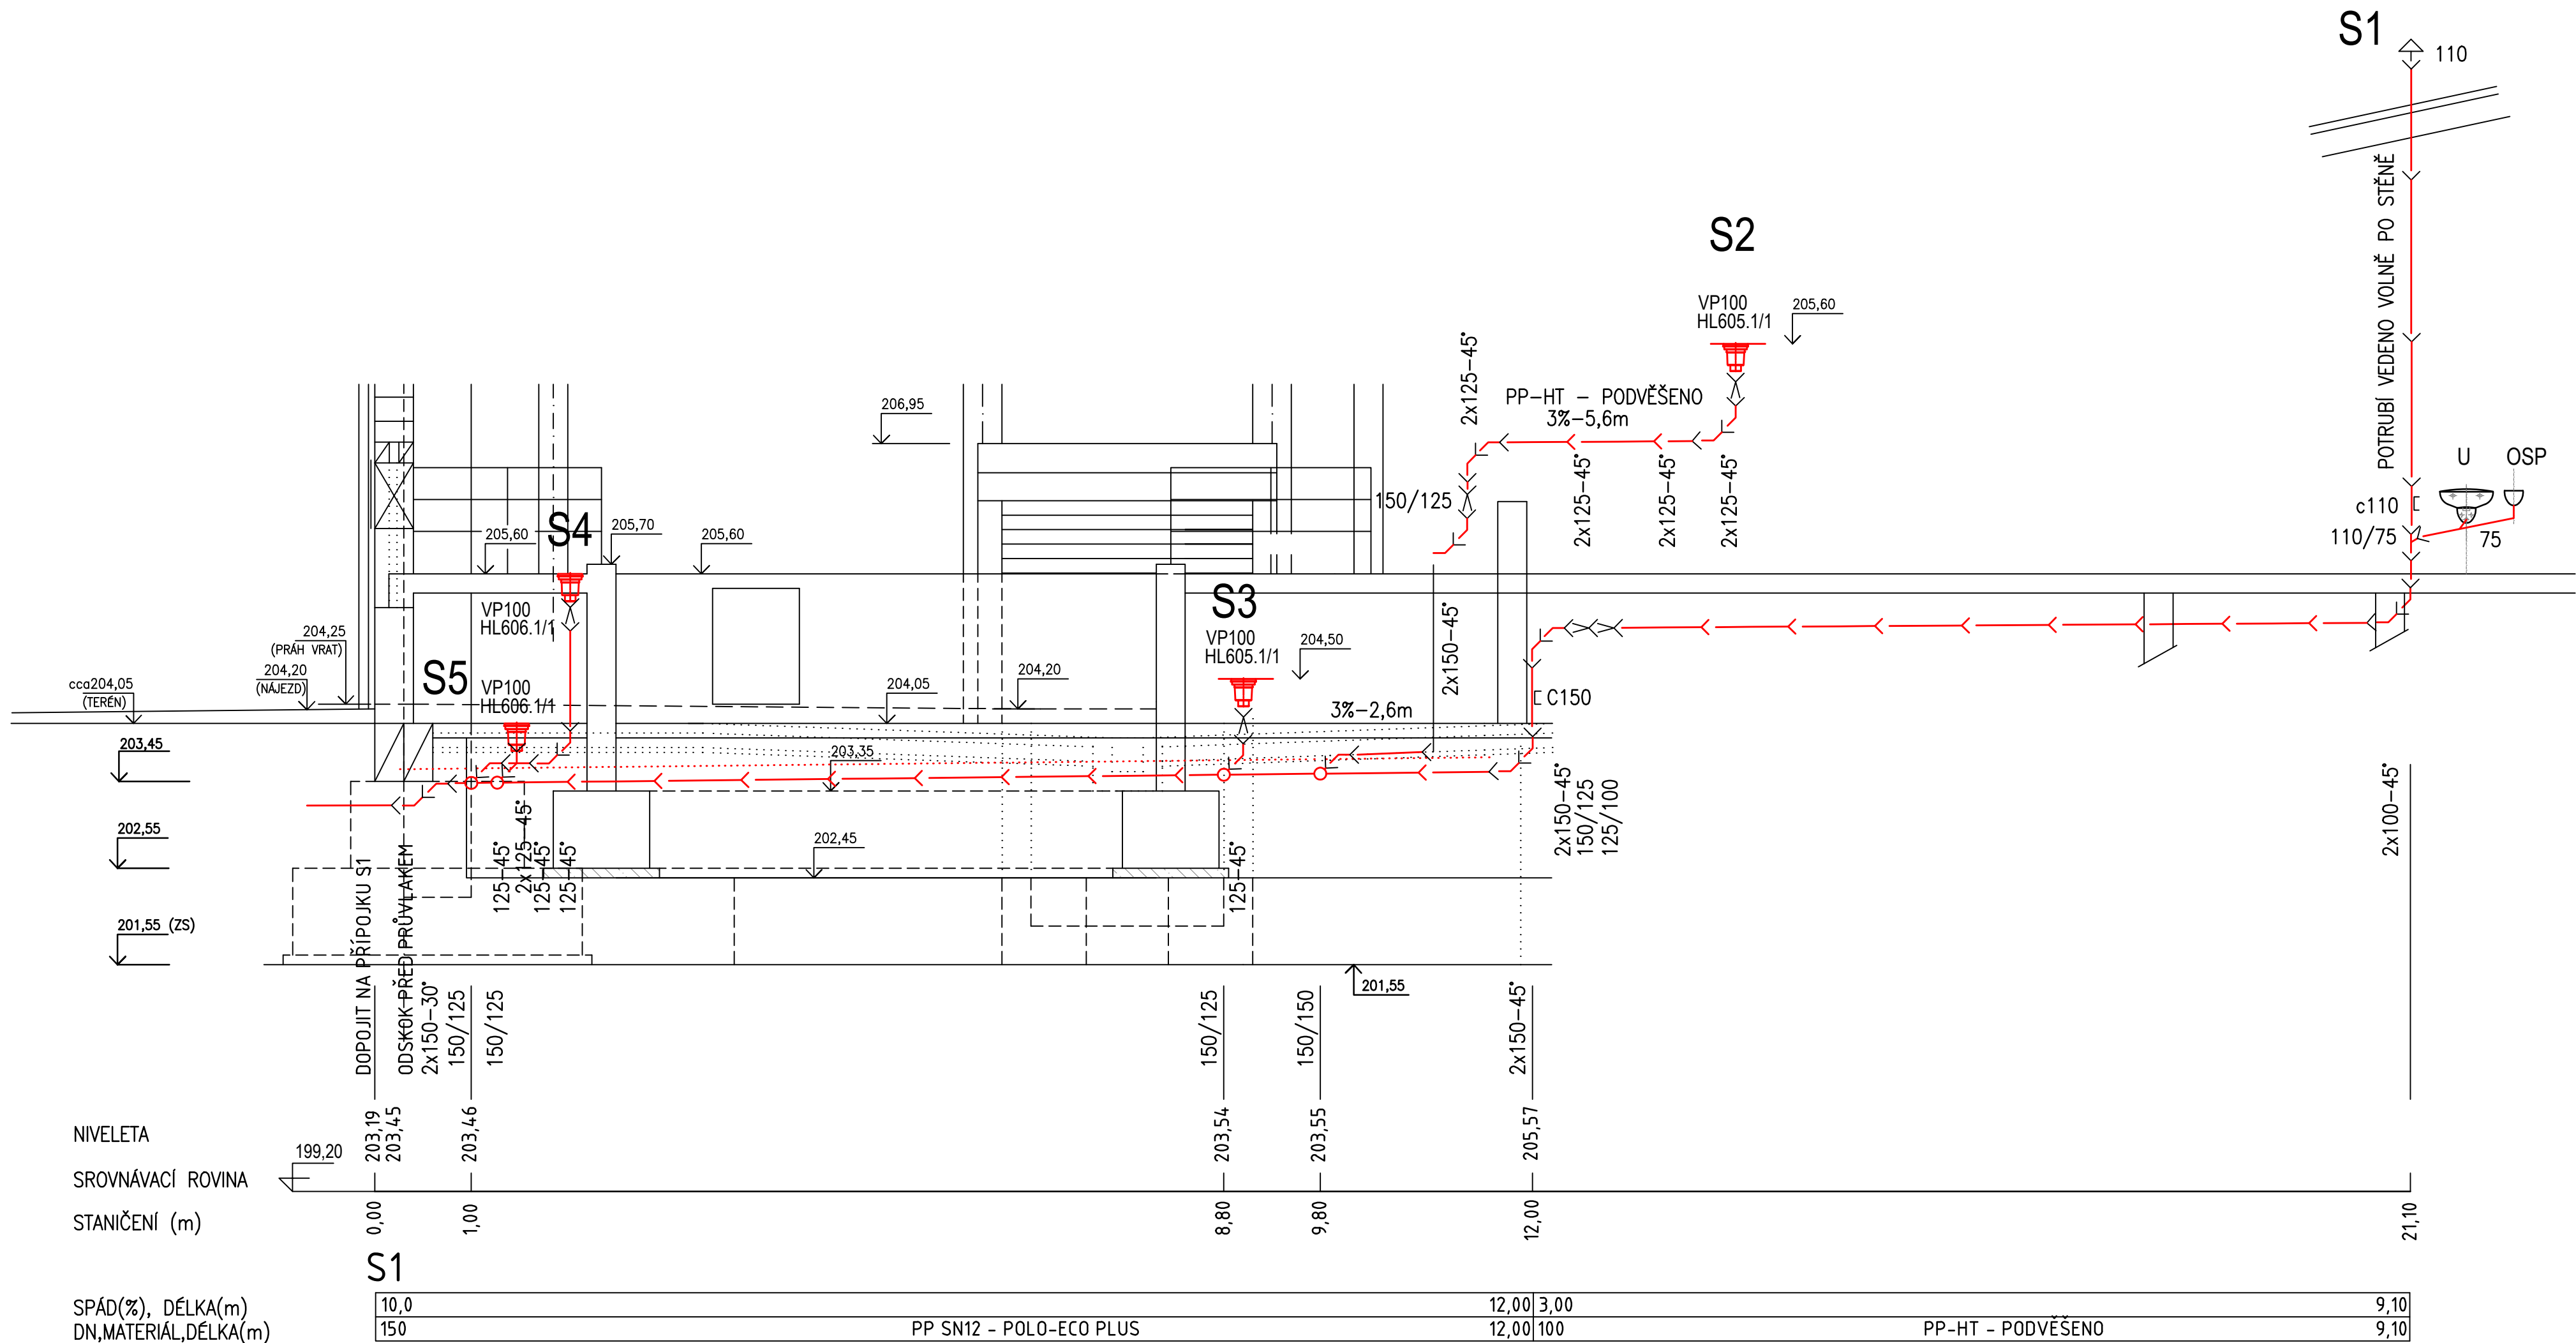 S1
110
POTRUBÍ VEDENO VOLNĚ PO STĚNĚ
S2
VP100
HL605.1/1
205,60
2x125-45°
PP-HT - PODVĚŠENO
3%-5,6m
206,95
150/125
2x125-45°
2x125-45°
2x125-45°
U
OSP
c110
110/75
75
205,60
S4
205,70
205,60
VP100
HL606.1/1
S3
VP100
HL605.1/1
204,50
2x150-45°
204,25
(PRÁH VRAT)
204,20
(NÁJEZD)
cca204,05
(TERÉN)
S5
VP100
HL606.1/1
204,05
204,20
3%-2,6m
C150
203,45
203,35
2x150-45°
150/125
125/100
2x100-45°
202,55
202,45
125-45°
2x125-45°
125-45°
125-45°
125-45°
201,55 (ZS)
201,55
DOPOJIT NA PŘÍPOJKU S1
ODSKOK PŘED PRŮVLAKEM
2x150-30°
150/125
150/125
150/125
150/150
2x150-45°
NIVELETA
203,19
203,45
203,46
203,54
203,55
205,57
199,20
SROVNÁVACÍ ROVINA
STANIČENÍ (m)
0,00
1,00
8,80
9,80
12,00
21,10
S1
SPÁD(%), DÉLKA(m)
10,0
12,00
3,00
9,10
DN,MATERIÁL,DÉLKA(m)
150
PP SN12 - POLO-ECO PLUS
12,00
100
PP-HT - PODVĚŠENO
9,10